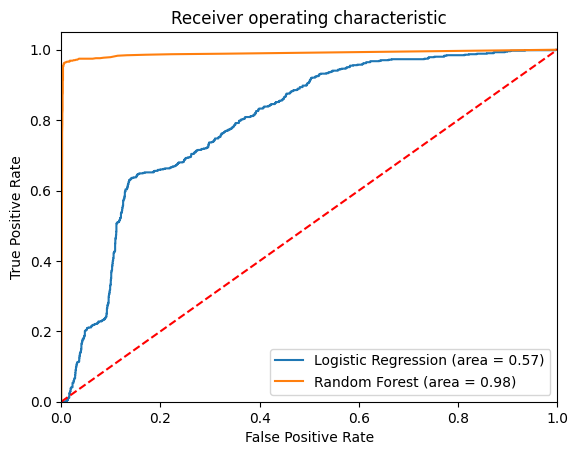 Receiver operating characteristic
1.0
0.8
0.6
0.4
0.2
0.0
True Positive Rate
Logistic Regression (area = 0.57)
Random Forest (area = 0.98)
0.0 0.2 0.4 0.6 0.8 1.0
False Positive Rate